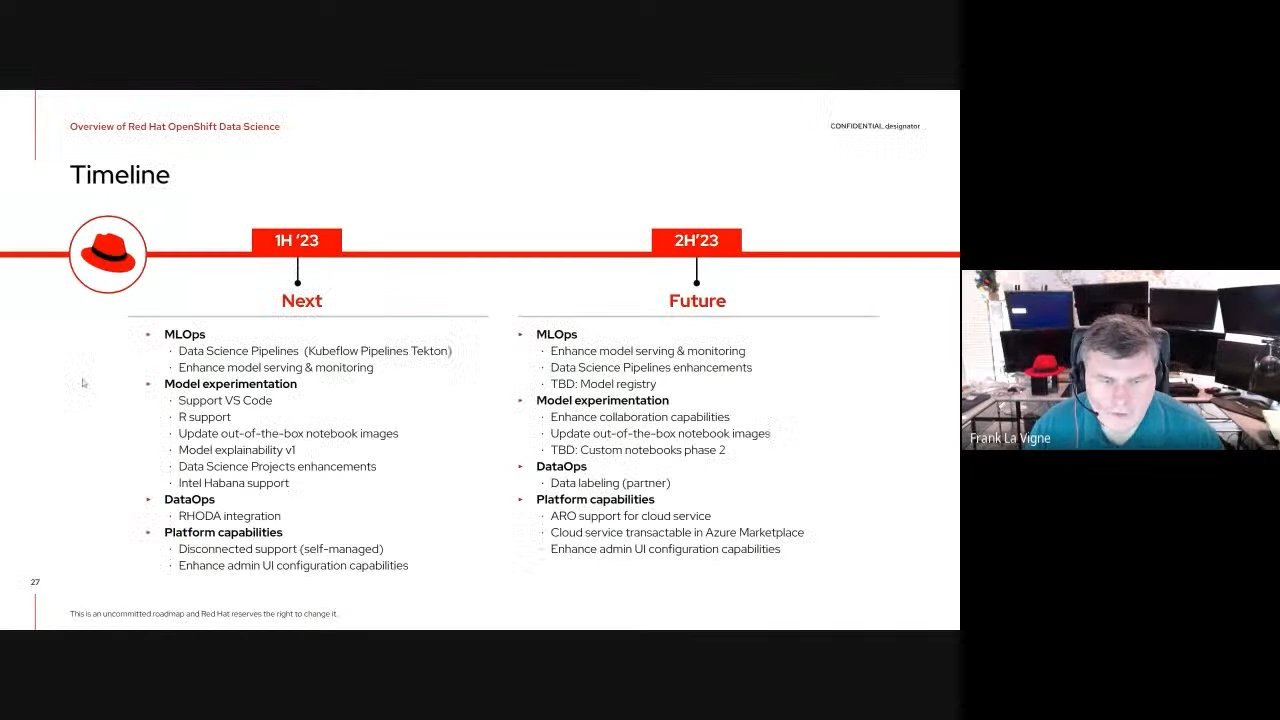 Overview of Red Hat OpenShift Data Science
CONFIDENTIAL designator
Timeline
1H '23
Next
MLOps
Data Science Pipelines (Kubeflow Pipelines Tekton)
Enhance model serving & monitoring
Model experimentation
Support VS Code
R support
Update out-of-the-box notebook images
Model explainability v1
Data Science Projects enhancements
Intel Habana support
DataOps
RHODA integration
Platform capabilities
Disconnected support (self-managed)
Enhance admin UI configuration capabilities
2H'23
Future
MLOps
Enhance model serving & monitoring
Data Science Pipelines enhancements
TBD: Model registry
Model experimentation
Enhance collaboration capabilities
Update out-of-the-box notebook images
TBD: Custom notebooks phase 2
DataOps
Data labeling (partner)
Platform capabilities
ARO support for cloud service
Cloud service transactable in Azure Marketplace
Enhance admin UI configuration capabilities
27
This is an uncommitted roadmap and Red Hat reserves the right to change it.
Frank La Vigne